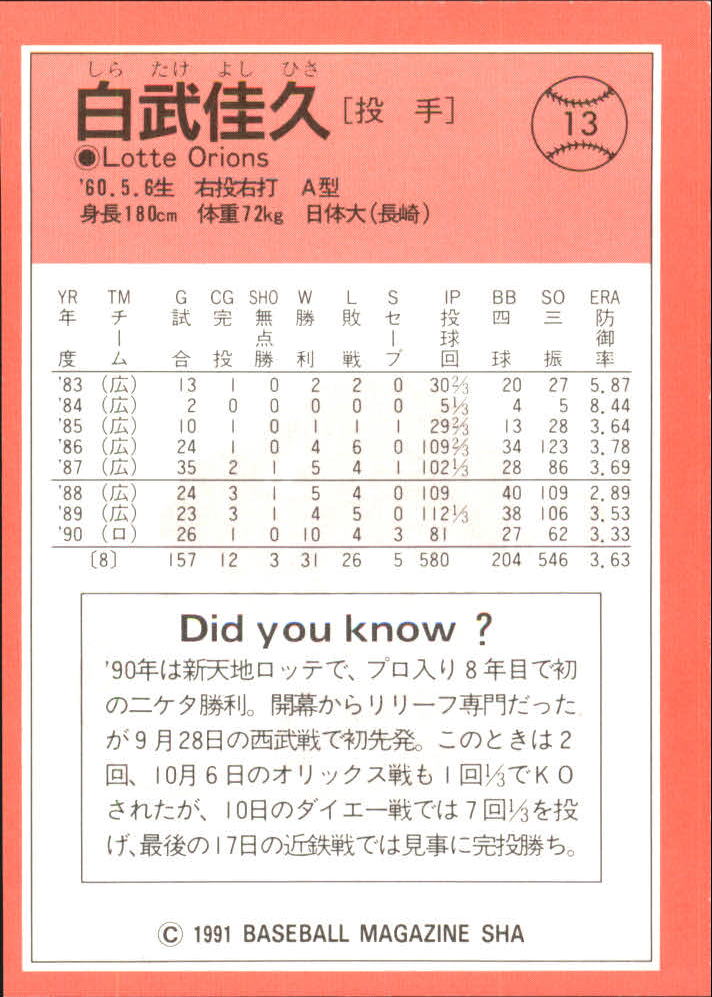 しら たけ よし ひさ
白武佳久 [投 手]
13
◉Lotte Orions
'60.5.6生 右投右打 A型
身長180cm 体重72kg 日体大(長崎)
YR TM G CG SHO W L S IP BB SO ERA
年度 チーム 試合 完投 無点勝 勝利 敗戦 セーブ 投球回 四球 三振 防御率
'83 (広) 13 1 0 2 2 0 30⅔ 20 27 5.87
'84 (広) 2 0 0 0 0 0 5⅓ 4 5 8.44
'85 (広) 10 1 0 1 1 1 29⅔ 13 28 3.64
'86 (広) 24 1 0 4 6 0 109⅔ 34 123 3.78
'87 (広) 35 2 1 5 4 1 102⅓ 28 86 3.69
'88 (広) 24 3 1 5 4 0 109 40 109 2.89
'89 (広) 23 3 1 4 5 0 112⅓ 38 106 3.53
'90 (ロ) 26 1 0 10 4 3 81 27 62 3.33
〔8〕 157 12 3 31 26 5 580 204 546 3.63
Did you know ?
'90年は新天地ロッテで、プロ入り8年目で初
の二ケタ勝利。開幕からリリーフ専門だった
が9月28日の西武戦で初先発。このときは2
回、10月6日のオリックス戦も1回⅓でKO
されたが、10日のダイエー戦では7回⅓を投
げ、最後の17日の近鉄戦では見事に完投勝ち。
© 1991 BASEBALL MAGAZINE SHA